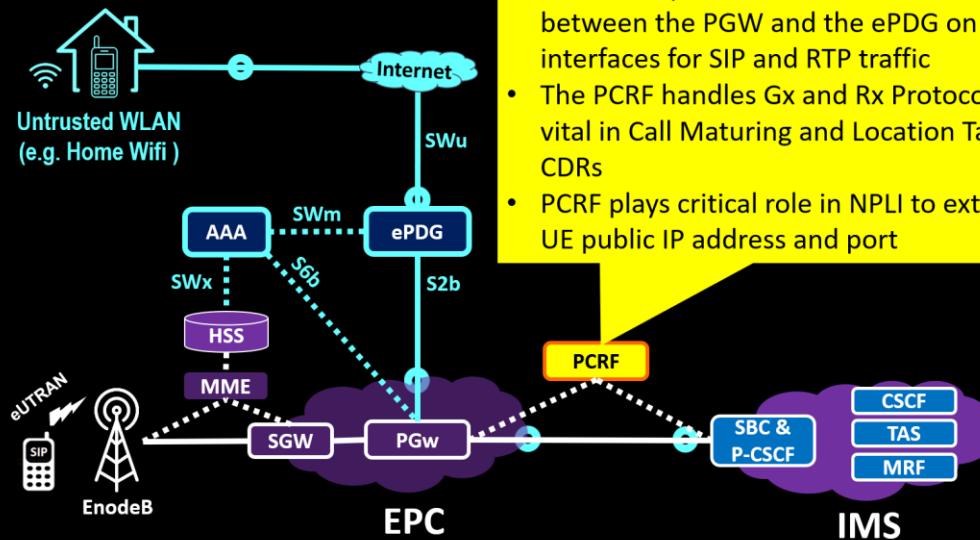 between the PGW and the ePDG on
interfaces for SIP and RTP traffic
• The PCRF handles Gx and Rx Protoco
vital in Call Maturing and Location Ta
CDRs
• PCRF plays critical role in NPLI to ext
UE public IP address and port
Internet
Untrusted WLAN
(e.g. Home Wifi )
SWu
AAA
SWm
ePDG
SWx
S6b
S2b
HSS
MME
PCRF
eUTRAN
SIP
EnodeB
SGW
PGw
EPC
SBC &
P-CSCF
CSCF
TAS
MRF
IMS